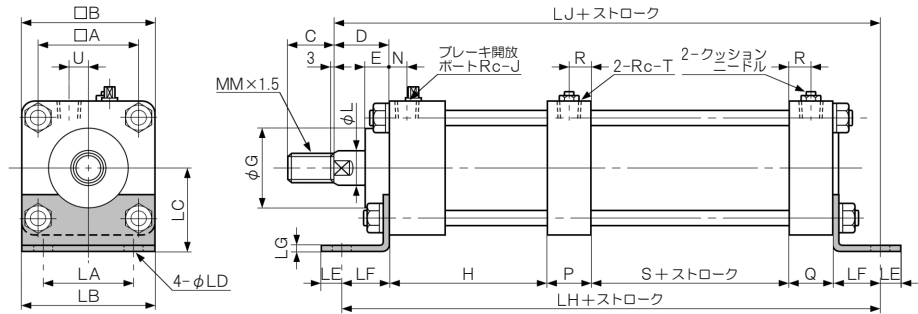 □B
□A
U
LC
LA
LB
4-φLD
LJ+ストローク
C
D
3
E
N
ブレーキ開放
ポートRc-J
R
2-Rc-T
2-クッション
ニードル
R
MM×1.5
φL
φG
LG
LE
LF
H
P
S+ストローク
Q
LF
LE
LH+ストローク